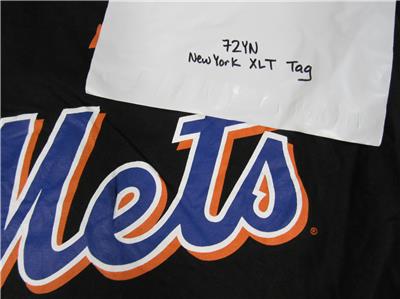 72YN
New York XLT Tag
Mets
®